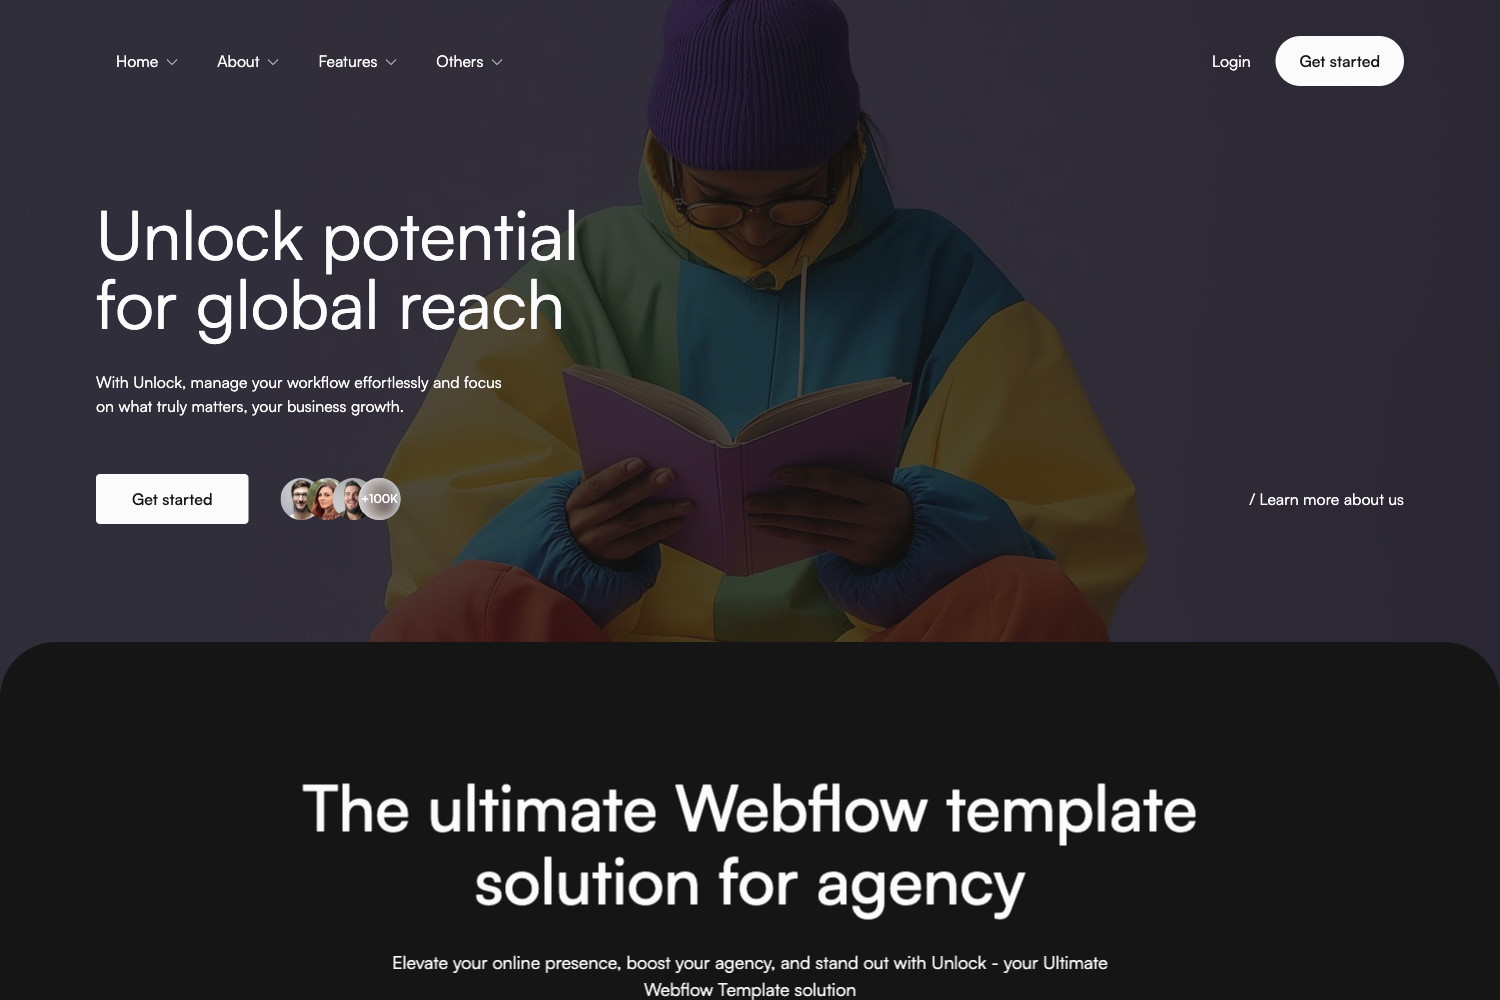 Home
About
Features
Others
Login
Get started
Unlock potential
for global reach
With Unlock, manage your workflow effortlessly and focus
on what truly matters, your business growth.
Get started
+100K
/ Learn more about us
The ultimate Webflow template
solution for agency
Elevate your online presence, boost your agency, and stand out with Unlock - your Ultimate
Webflow Template solution